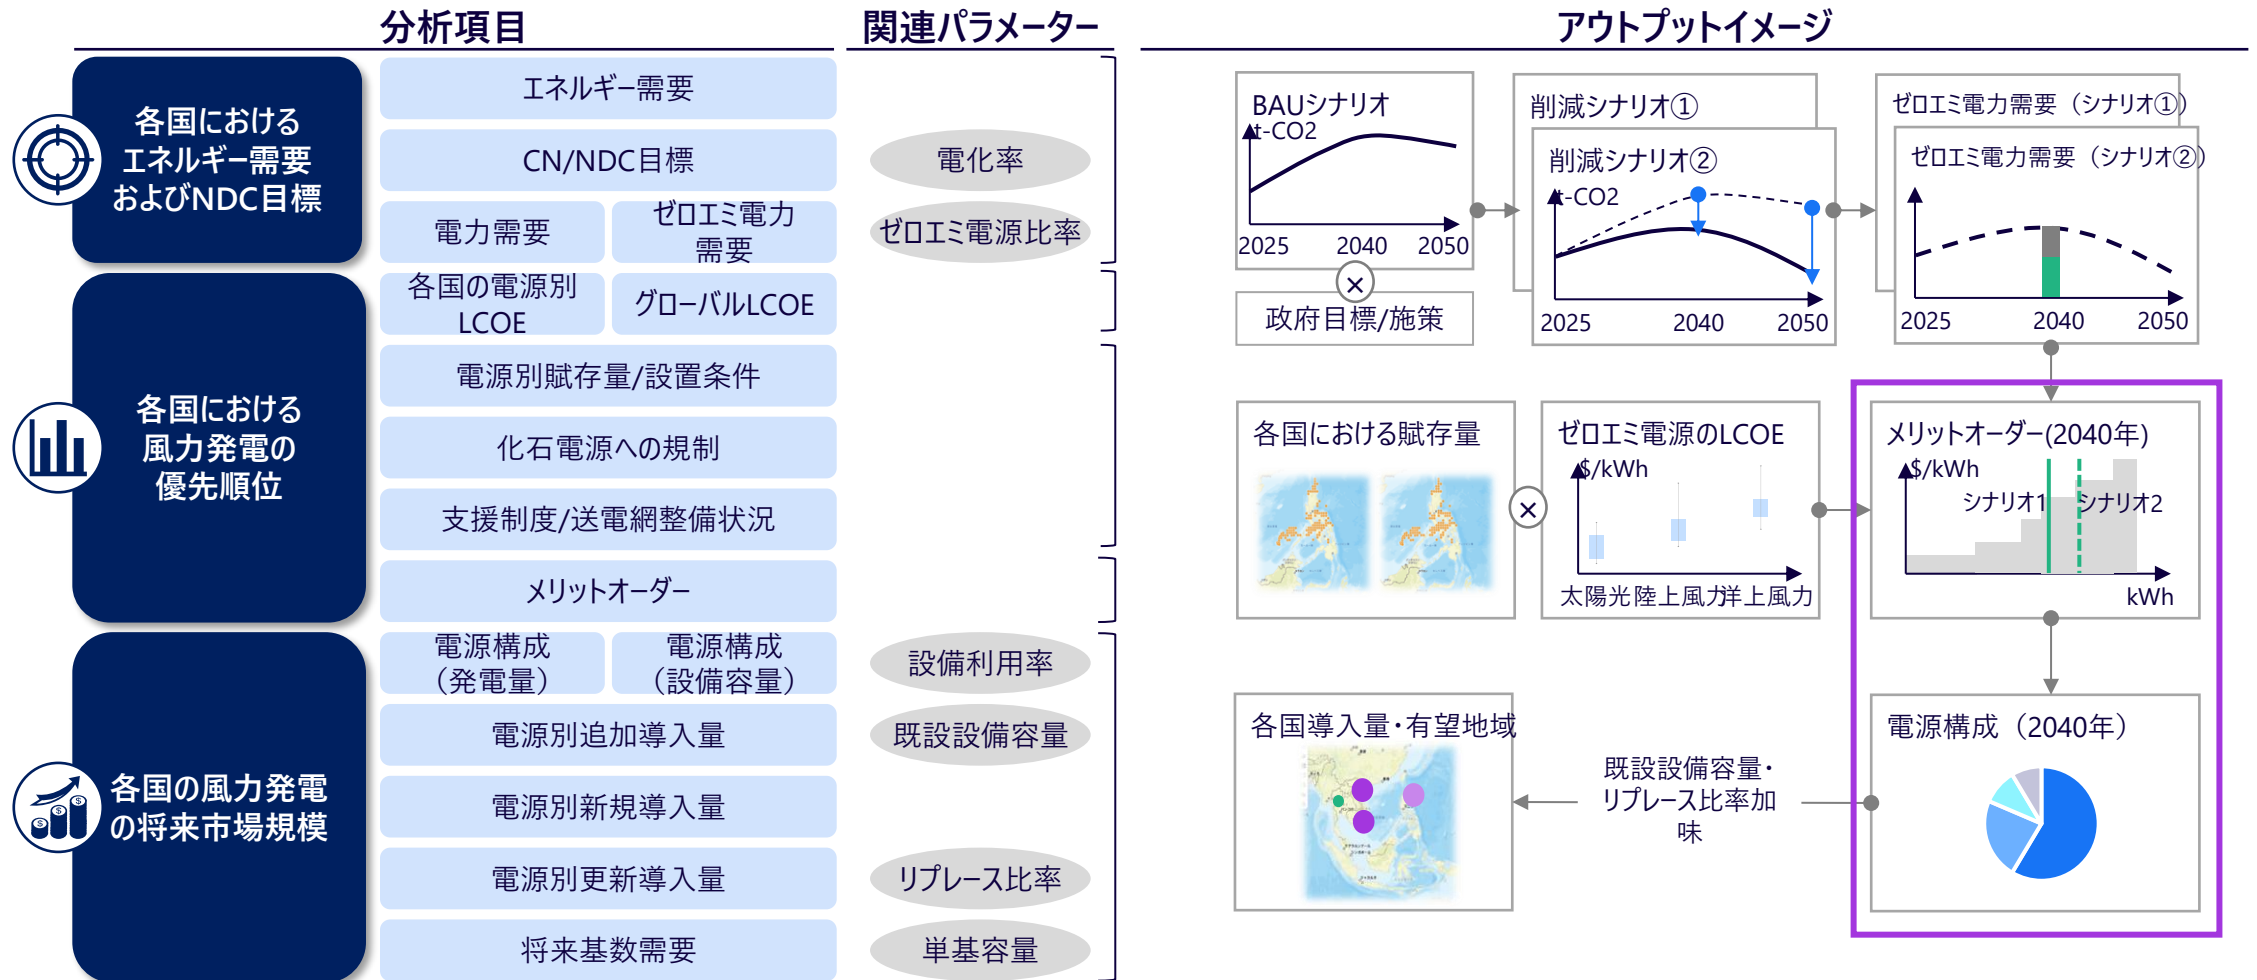 分析項目
関連パラメーター
アウトプットイメージ
各国における
エネルギー需要
およびNDC目標
エネルギー需要
CN/NDC目標
電力需要
ゼロエミ電力
需要
電化率
ゼロエミ電源比率
各国における
風力発電の
優先順位
各国の電源別
LCOE
グローバルLCOE
電源別賦存量/設置条件
化石電源への規制
支援制度/送電網整備状況
メリットオーダー
各国の風力発電
の将来市場規模
電源構成
（発電量）
電源構成
（設備容量）
電源別追加導入量
電源別新規導入量
電源別更新導入量
将来基数需要
設備利用率
既設設備容量
リプレース比率
単基容量
BAUシナリオ
t-CO2
2025
2040
2050
×
政府目標/施策
削減シナリオ①
削減シナリオ②
t-CO2
2025
2040
2050
ゼロエミ電力需要（シナリオ①）
ゼロエミ電力需要（シナリオ②）
2025
2040
2050
各国における賦存量
×
ゼロエミ電源のLCOE
$/kWh
太陽光
陸上風力
洋上風力
メリットオーダー(2040年)
$/kWh
シナリオ1
シナリオ2
kWh
各国導入量・有望地域
既設設備容量・
リプレース比率加
味
電源構成（2040年）